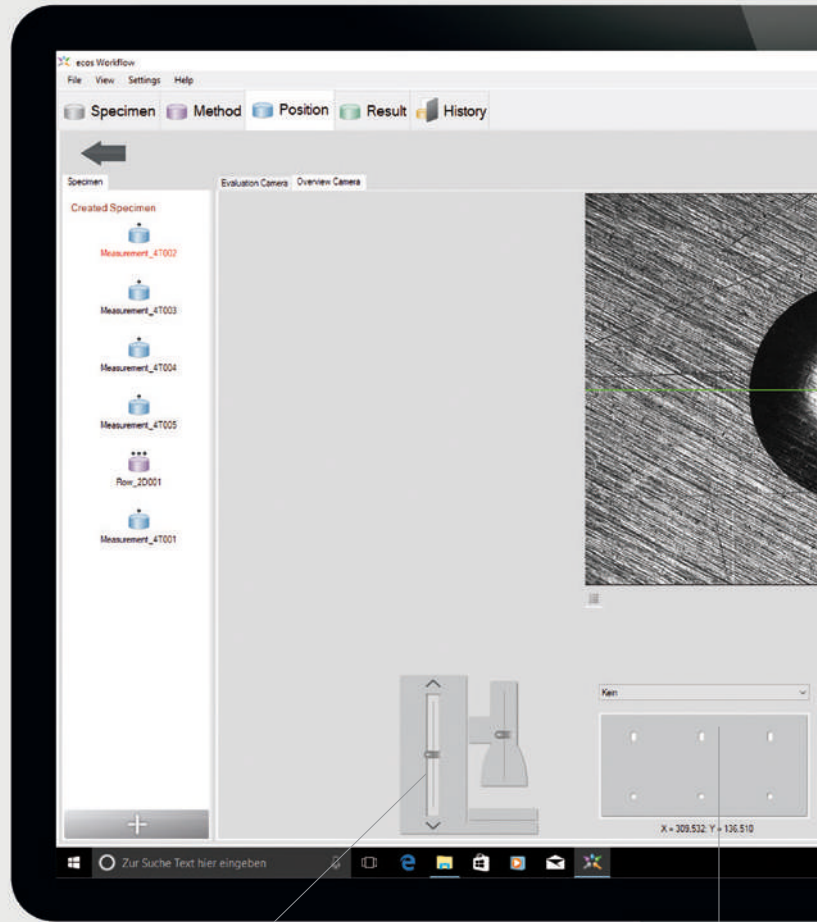 ecos Workflow
File View Settings Help
Specimen Method Position Result History
Specimen
Evaluation Camera Overview Camera
Created Specimen
Measurement_4T002
Measurement_4T003
Measurement_4T004
Measurement_4T005
Row_2D001
Measurement_4T001
Kein
X = 309.532: Y = 136.510
Zur Suche Text hier eingeben